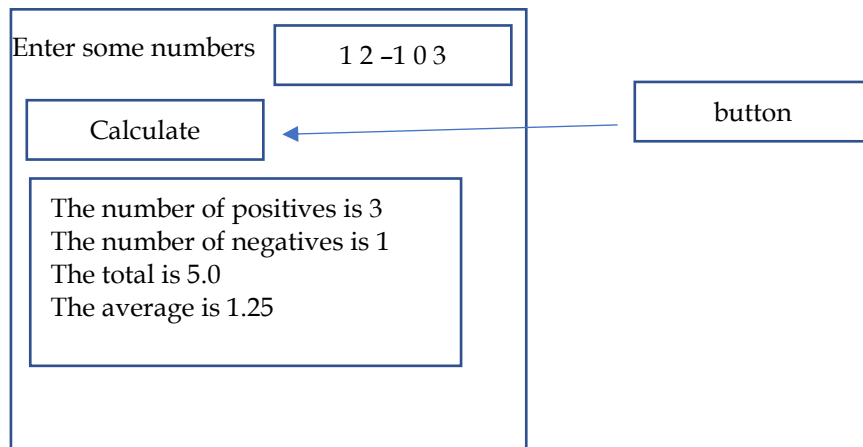 Enter some numbers
1 2 –1 0 3
Calculate
button
The number of positives is 3
The number of negatives is 1
The total is 5.0
The average is 1.25